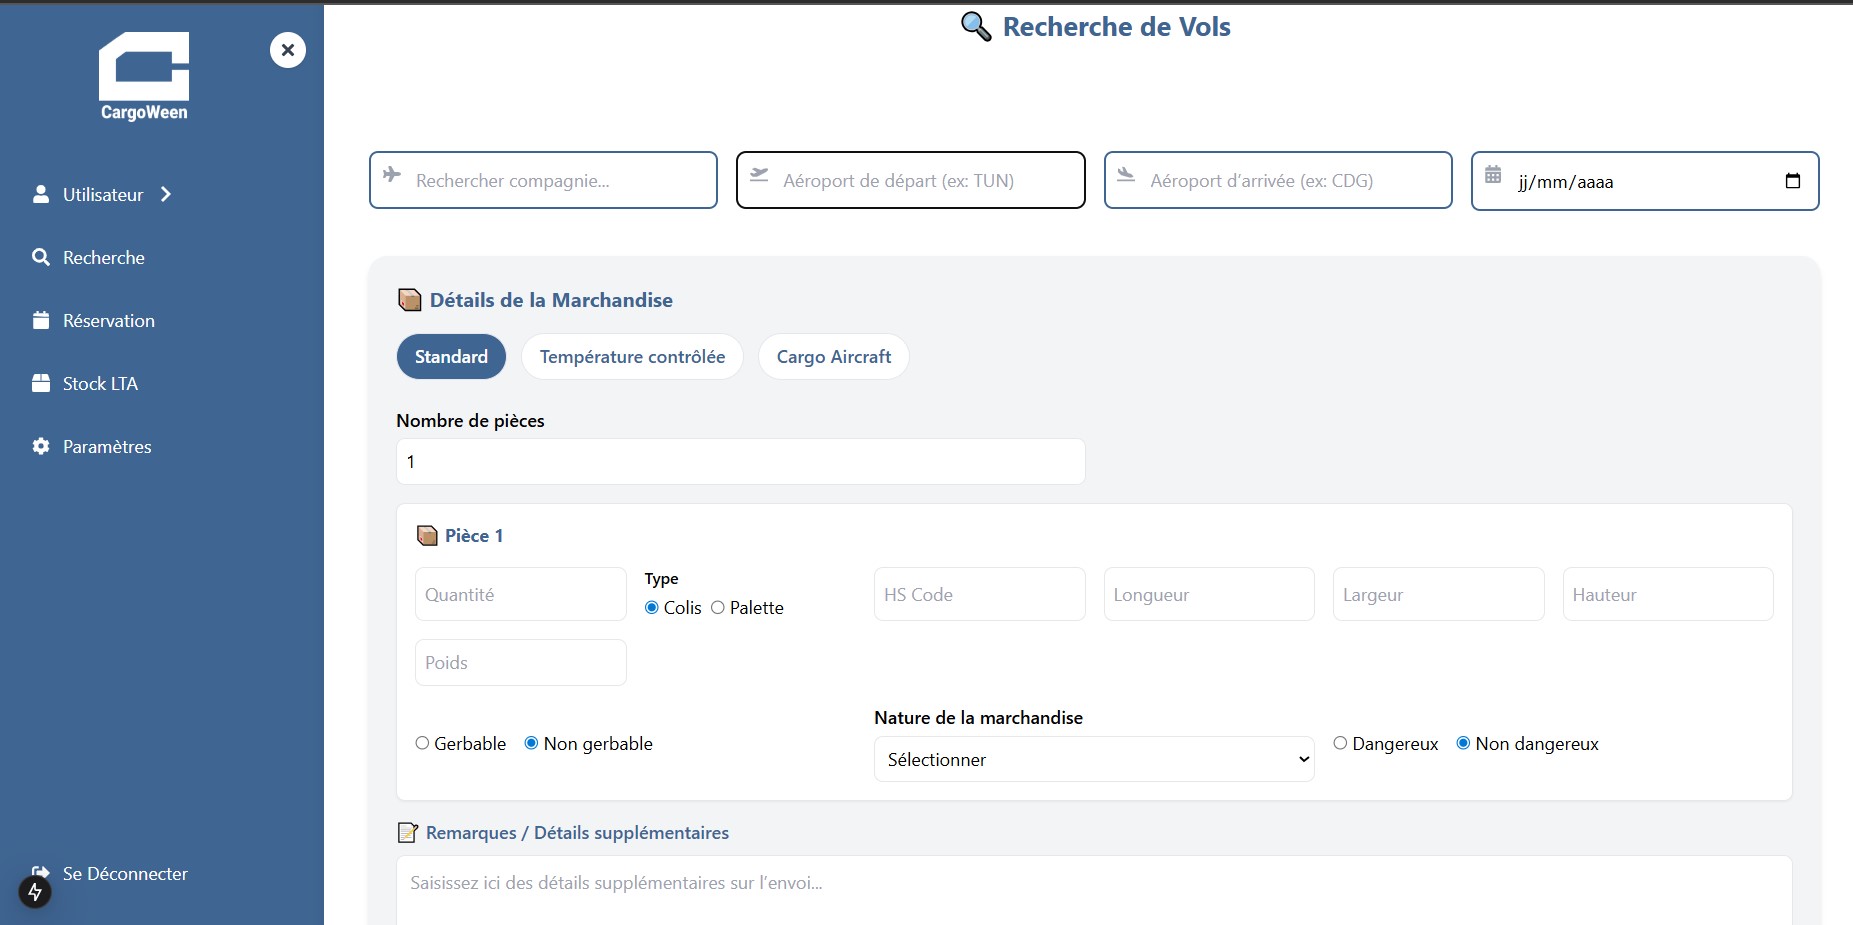 Recherche de Vols
CargoWeen
Utilisateur
Recherche
Réservation
Stock LTA
Paramètres
Se Déconnecter
Rechercher compagnie...
Aéroport de départ (ex: TUN)
Aéroport d’arrivée (ex: CDG)
jj/mm/aaaa
Détails de la Marchandise
Standard
Température contrôlée
Cargo Aircraft
Nombre de pièces
1
Pièce 1
Quantité
Type
Colis
Palette
HS Code
Longueur
Largeur
Hauteur
Poids
Gerbable
Non gerbable
Nature de la marchandise
Sélectionner
Dangereux
Non dangereux
Remarques / Détails supplémentaires
Saisissez ici des détails supplémentaires sur l’envoi...